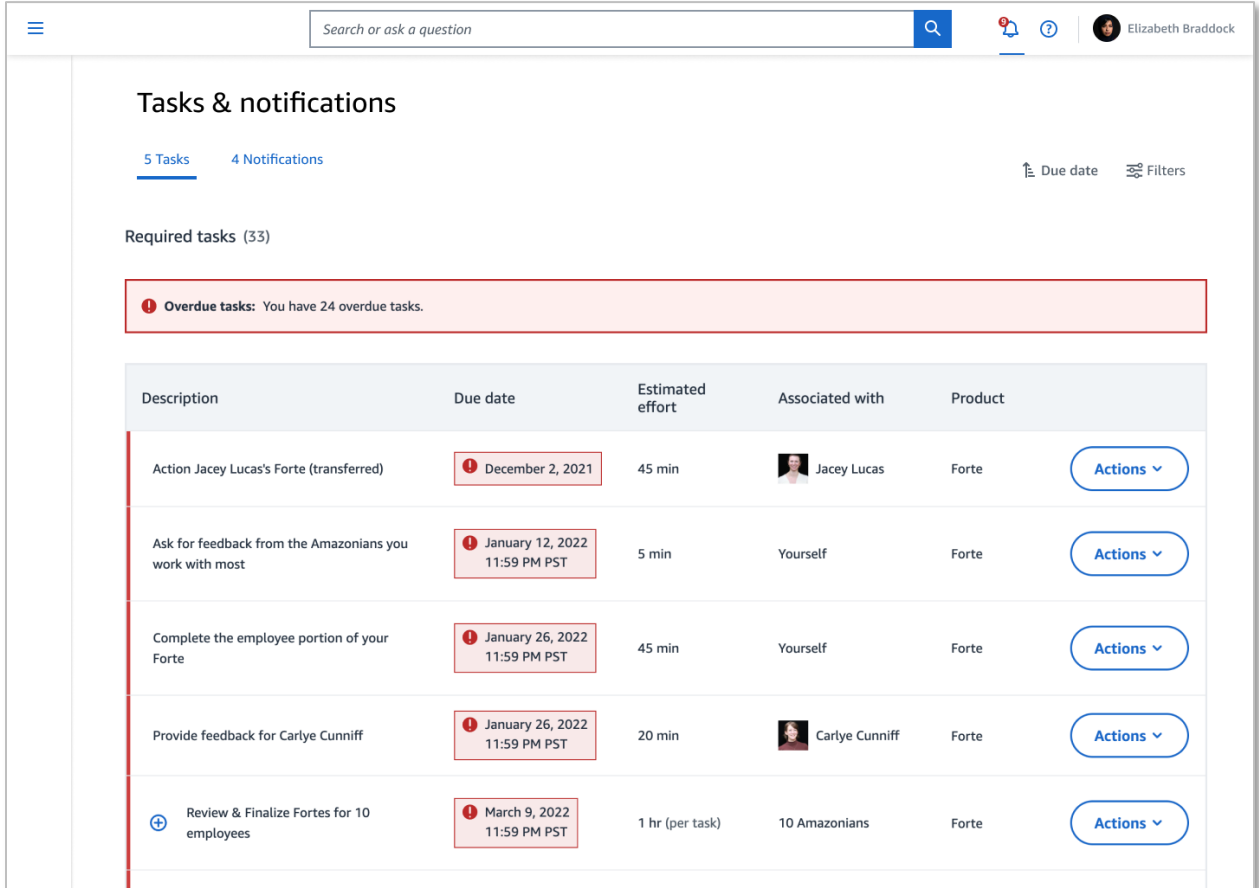 Search or ask a question
9
Elizabeth Braddock
Tasks & notifications
5 Tasks
4 Notifications
Due date
Filters
Required tasks (33)
Overdue tasks: You have 24 overdue tasks.
Description
Due date
Estimated
effort
Associated with
Product
Action Jacey Lucas's Forte (transferred)
December 2, 2021
45 min
Jacey Lucas
Forte
Actions
Ask for feedback from the Amazonians you
work with most
January 12, 2022
11:59 PM PST
5 min
Yourself
Forte
Actions
Complete the employee portion of your
Forte
January 26, 2022
11:59 PM PST
45 min
Yourself
Forte
Actions
Provide feedback for Carlye Cunniff
January 26, 2022
11:59 PM PST
20 min
Carlye Cunniff
Forte
Actions
Review & Finalize Fortes for 10
employees
March 9, 2022
11:59 PM PST
1 hr (per task)
10 Amazonians
Forte
Actions